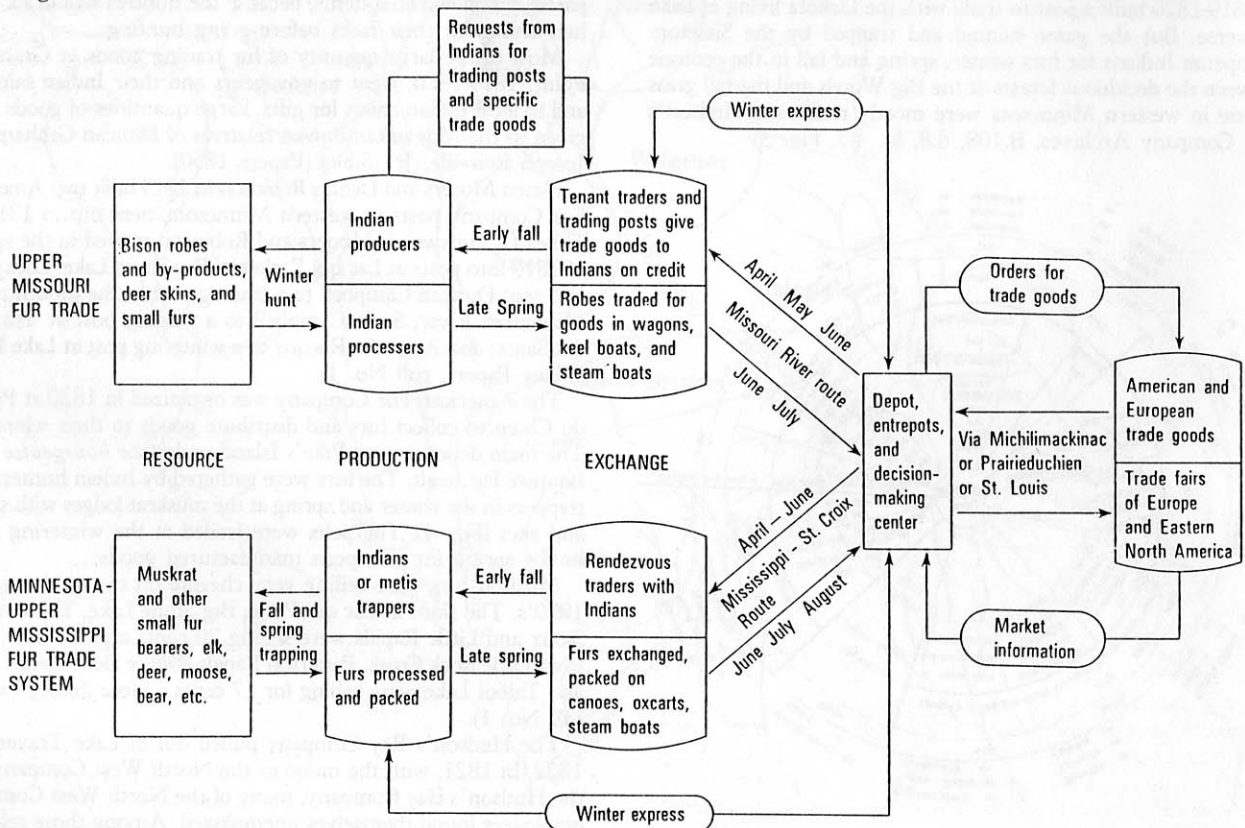 Requests from
Indians for
trading posts
and specific
trade goods
Winter express
UPPER
MISSOURI
FUR TRADE
Bison robes
and by-products,
deer skins, and
small furs
Winter
hunt
Indian
producers
Indian
processers
Early fall
Late Spring
Tenant traders and
trading posts give
trade goods to
Indians on credit
Robes traded for
goods in wagons,
keel boats, and
steam boats
April May June
Missouri River route
June
July
Depot,
entrepots,
and
decision-
making
center
Orders for
trade goods
American and
European
trade goods
Via Michilimackinac
or Prairieduchien
or St. Louis
Trade fairs
of Europe
and Eastern
North America
Market
information
RESOURCE
PRODUCTION
EXCHANGE
MINNESOTA-
UPPER
MISSISSIPPI
FUR TRADE
SYSTEM
Muskrat
and other
small fur
bearers, elk,
deer, moose,
bear, etc.
Fall and
spring
trapping
Indians
or metis
trappers
Furs processed
and packed
Early fall
Late spring
Rendezvous
traders with
Indians
Furs exchanged,
packed on
canoes, oxcarts,
steam boats
April – June
Mississippi - St. Croix
Route
June July August
Winter express